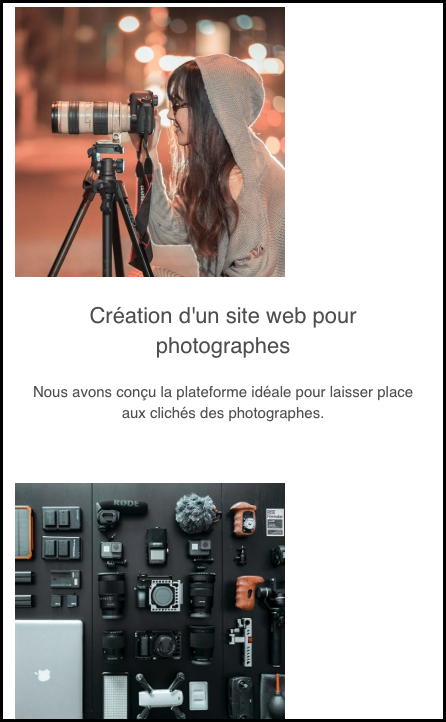 Création d'un site web pour
photographes
Nous avons conçu la plateforme idéale pour laisser place
aux clichés des photographes.
RØDE